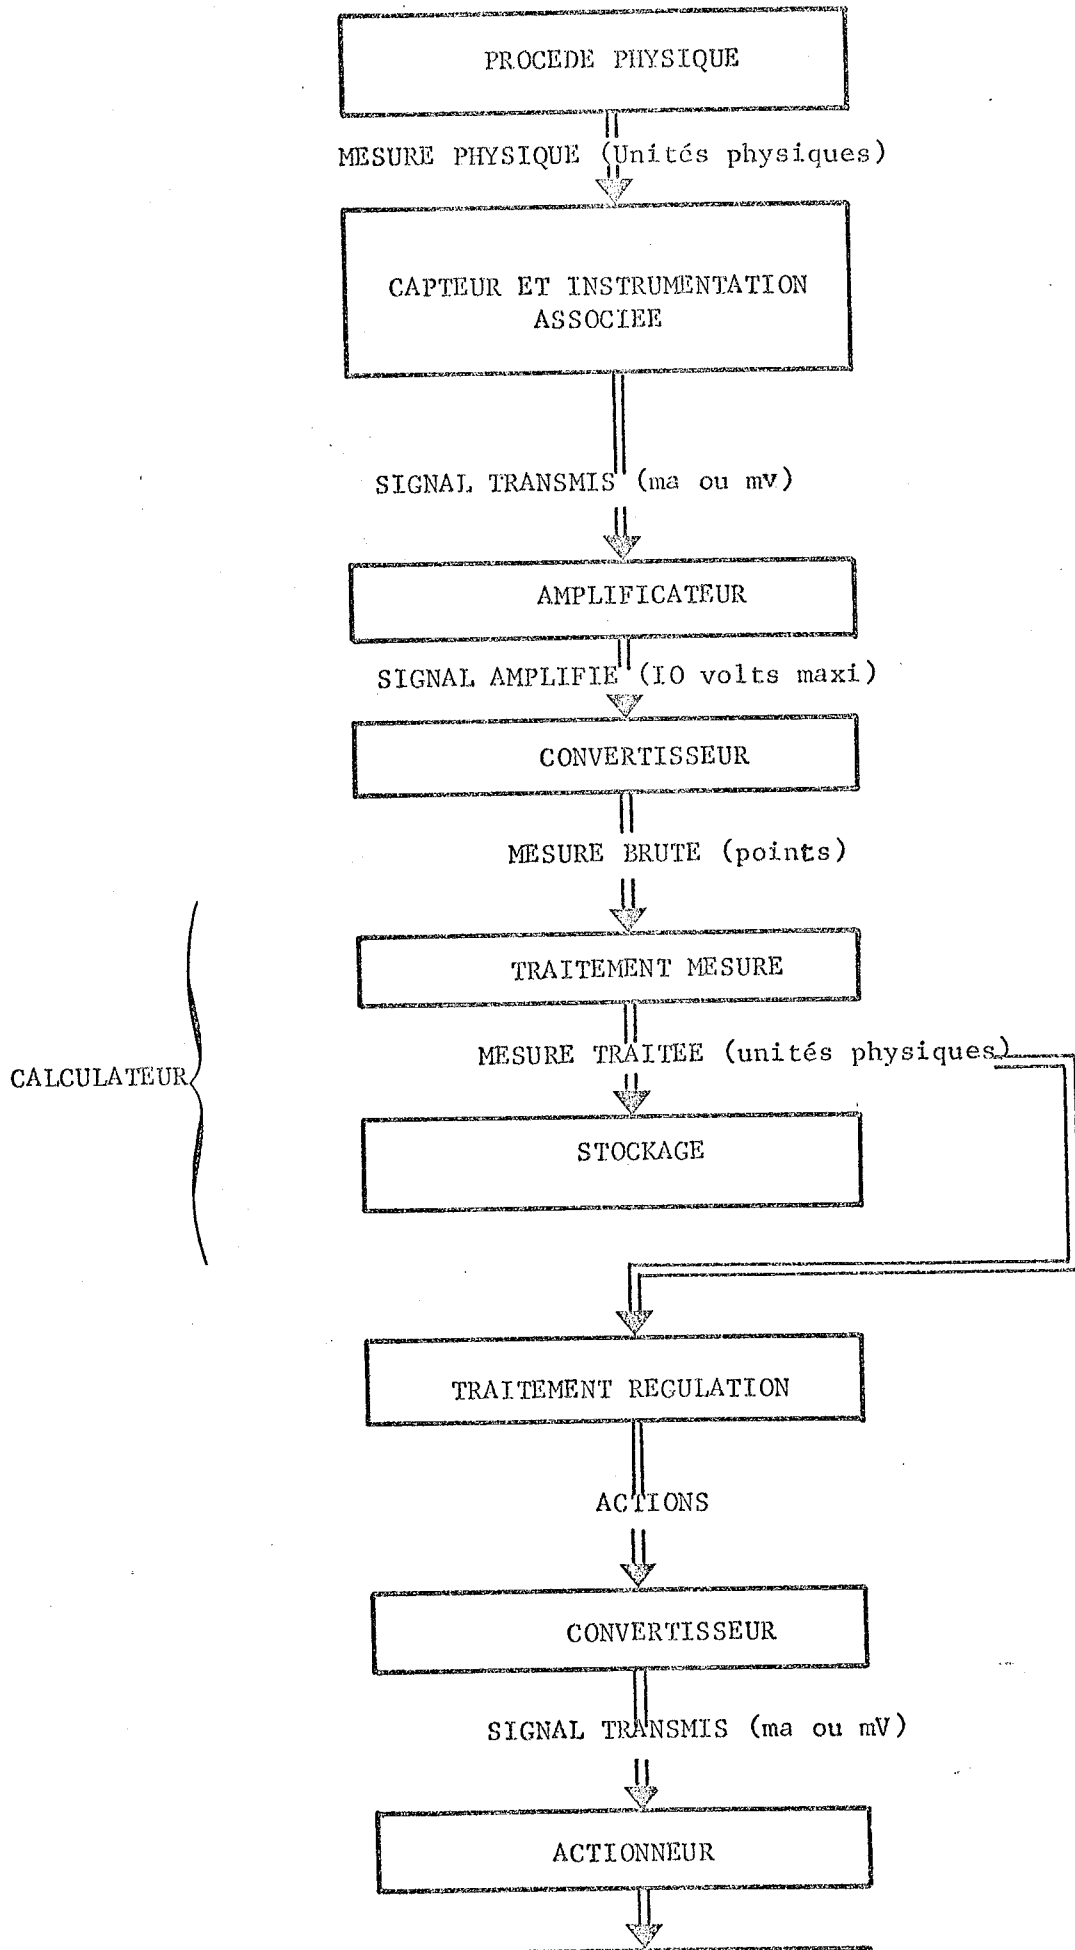 PROCEDE PHYSIQUE
MESURE PHYSIQUE (Unités physiques)
CAPTEUR ET INSTRUMENTATION
ASSOCIEE
SIGNAL TRANSMIS (ma ou mV)
AMPLIFICATEUR
SIGNAL AMPLIFIE (IO volts maxi)
CONVERTISSEUR
MESURE BRUTE (points)
TRAITEMENT MESURE
MESURE TRAITEE (unités physiques)
CALCULATEUR
STOCKAGE
TRAITEMENT REGULATION
ACTIONS
CONVERTISSEUR
SIGNAL TRANSMIS (ma ou mV)
ACTIONNEUR